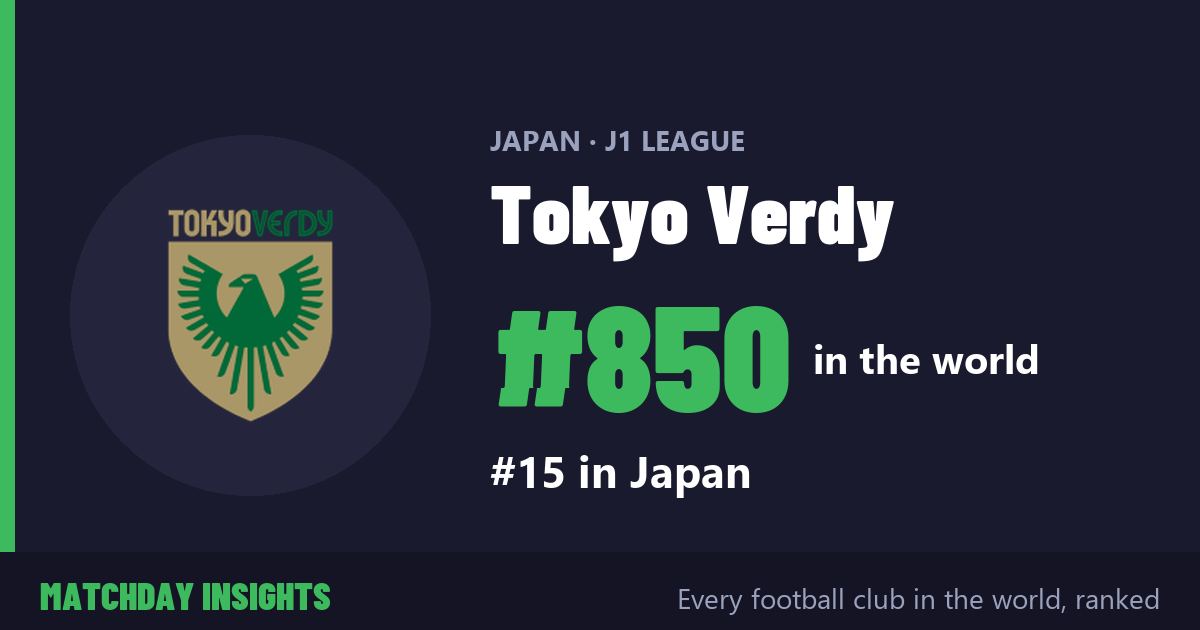 JAPAN · J1 LEAGUE
Tokyo Verdy
TOKYOVERDY
#850 in the world
#15 in Japan
MATCHDAY INSIGHTS
Every football club in the world, ranked